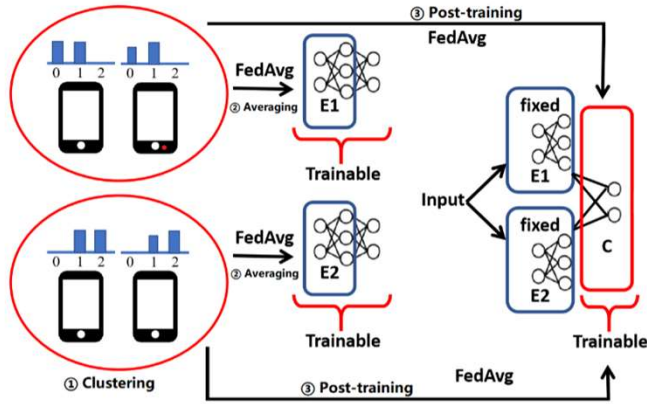 ③ Post-training
FedAvg
0 1 2
0 1 2
FedAvg
② Averaging
E1
Trainable
fixed
E1
Input
fixed
E2
C
Trainable
1 2
0
1 2
0
FedAvg
② Averaging
E2
Trainable
① Clustering
③ Post-training
FedAvg